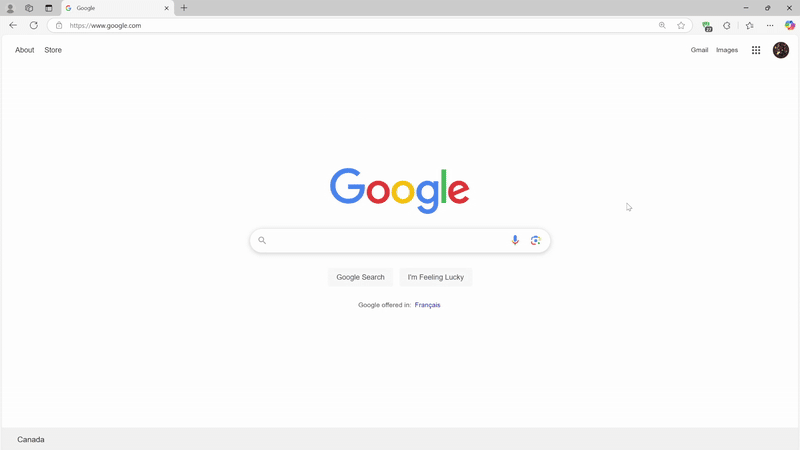 Google
https://www.google.com
23
About Store Gmail Images
Google
Google Search I'm Feeling Lucky
Google offered in: Français
Canada